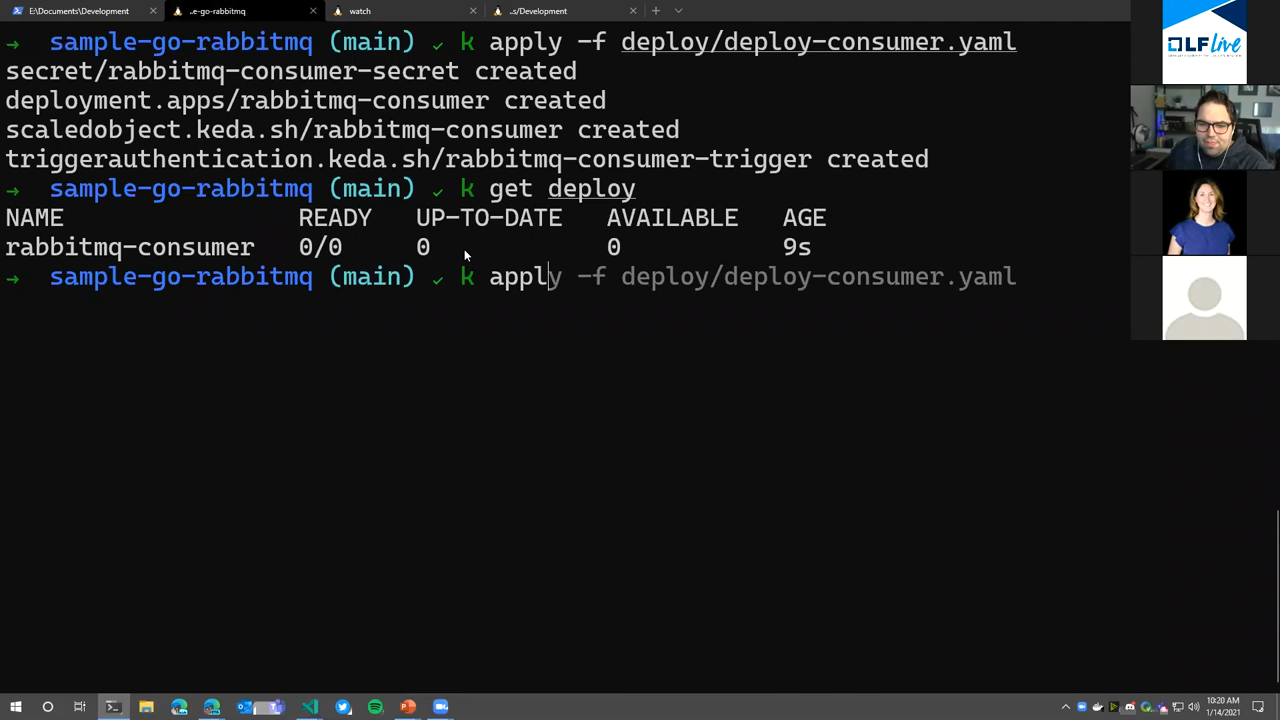 E:\Documents\Development
..e-go-rabbitmq
watch
..s/Development
→ sample-go-rabbitmq (main) ✓ k apply -f deploy/deploy-consumer.yaml
secret/rabbitmq-consumer-secret created
deployment.apps/rabbitmq-consumer created
scaledobject.keda.sh/rabbitmq-consumer created
triggerauthentication.keda.sh/rabbitmq-consumer-trigger created
→ sample-go-rabbitmq (main) ✓ k get deploy
NAME READY UP-TO-DATE AVAILABLE AGE
rabbitmq-consumer 0/0 0 0 9s
→ sample-go-rabbitmq (main) ✓ k apply -f deploy/deploy-consumer.yaml
LF Live
10:20 AM
1/14/2021